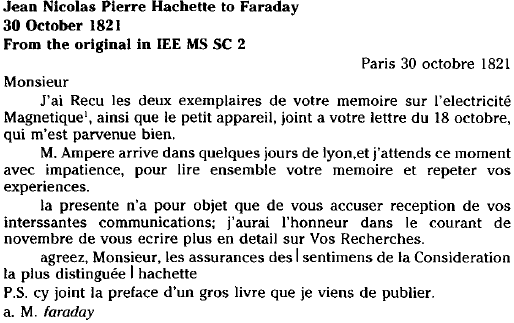 Jean Nicolas Pierre Hachette to Faraday
30 October 1821
From the original in IEE MS SC 2
Paris 30 octobre 1821
Monsieur
J'ai Recu les deux exemplaires de votre memoire sur l'electricité
Magnetique¹, ainsi que le petit appareil, joint a votre lettre du 18 octobre,
qui m'est parvenue bien.
M. Ampere arrive dans quelques jours de lyon,et j'attends ce moment
avec impatience, pour lire ensemble votre memoire et repeter vos
experiences.
la presente n'a pour objet que de vous accuser reception de vos
interssantes communications; j'aurai l'honneur dans le courant de
novembre de vous ecrire plus en detail sur Vos Recherches.
agreez, Monsieur, les assurances des | sentimens de la Consideration
la plus distinguée | hachette
P.S. cy joint la preface d'un gros livre que je viens de publier.
a. M. faraday